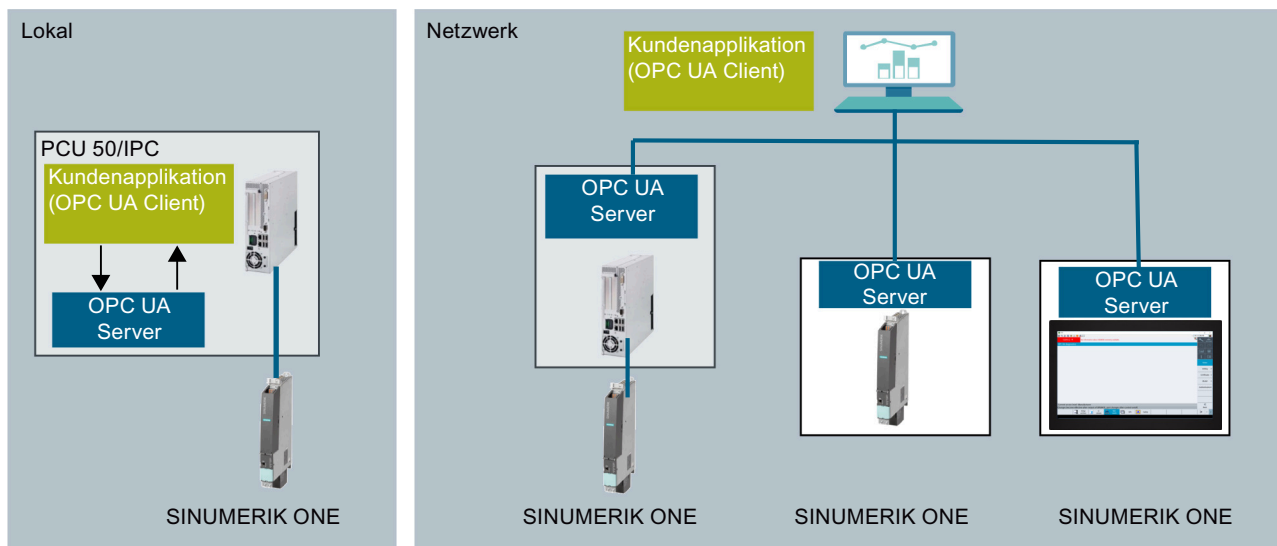 Lokal
PCU 50/IPC
Kundenapplikation
(OPC UA Client)
OPC UA
Server
SINUMERIK ONE
Netzwerk
Kundenapplikation
(OPC UA Client)
OPC UA
Server
SINUMERIK ONE
OPC UA
Server
SINUMERIK ONE
OPC UA
Server
SINUMERIK ONE